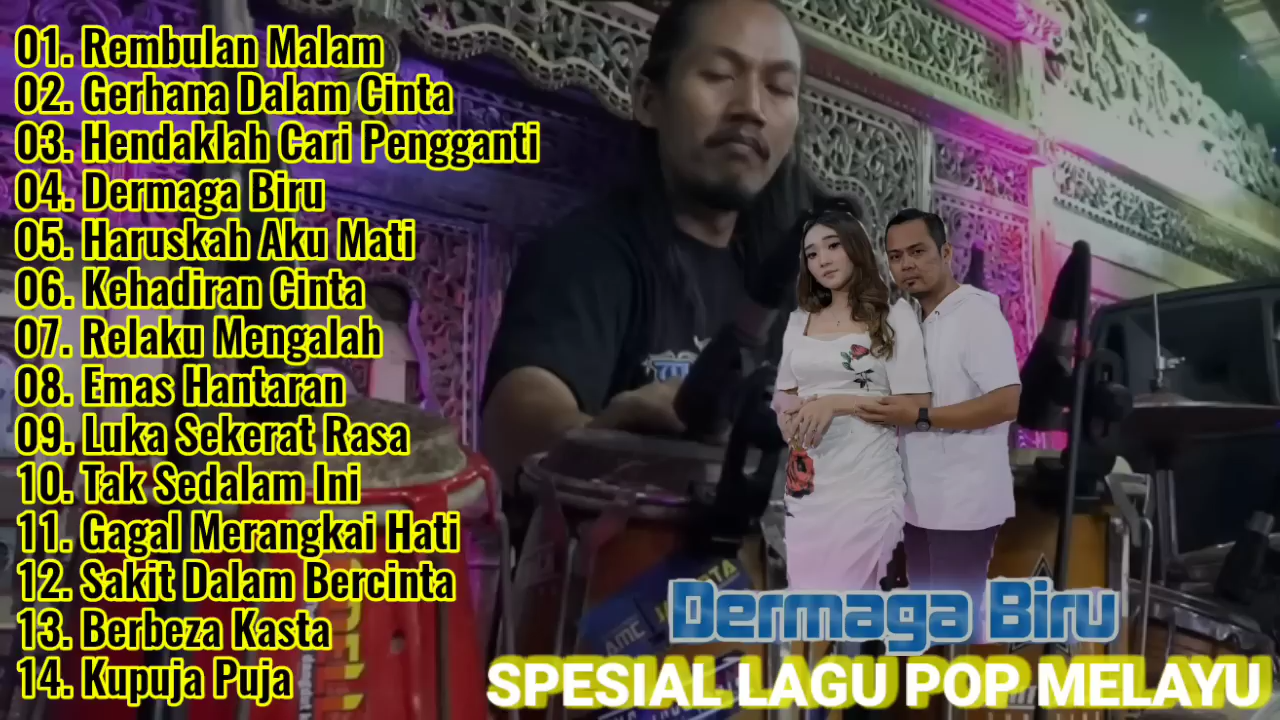 01. Rembulan Malam
02. Gerhana Dalam Cinta
03. Hendaklah Cari Pengganti
04. Dermaga Biru
05. Haruskah Aku Mati
06. Kehadiran Cinta
07. Relaku Mengalah
08. Emas Hantaran
09. Luka Sekerat Rasa
10. Tak Sedalam Ini
11. Gagal Merangkai Hati
12. Sakit Dalam Bercinta
13. Berbeza Kasta
14. Kupuja Puja
AMC
Dermaga Biru
SPESIAL LAGU POP MELAYU